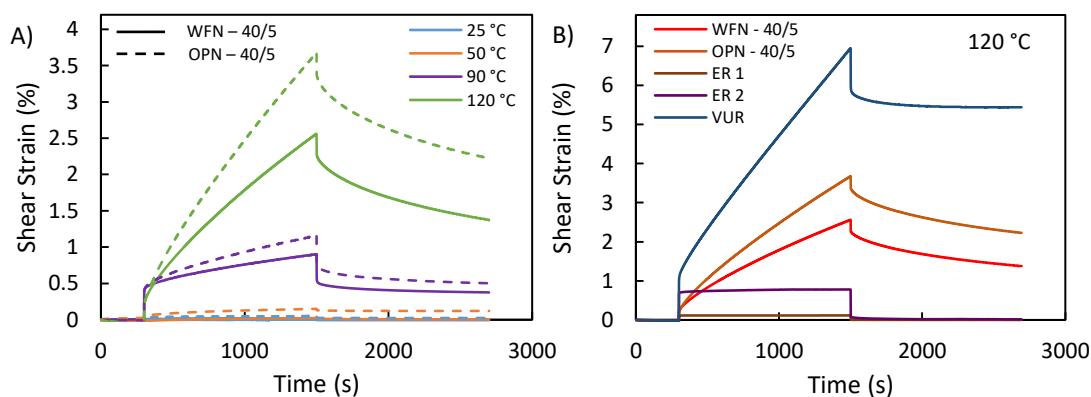 A)
WFN – 40/5
OPN – 40/5
25 °C
50 °C
90 °C
120 °C
Shear Strain (%)
4
3.5
3
2.5
2
1.5
1
0.5
0
0
1000
2000
3000
Time (s)
B)
WFN - 40/5
OPN - 40/5
ER 1
ER 2
VUR
120 °C
Shear Strain (%)
7
6
5
4
3
2
1
0
0
1000
2000
3000
Time (s)